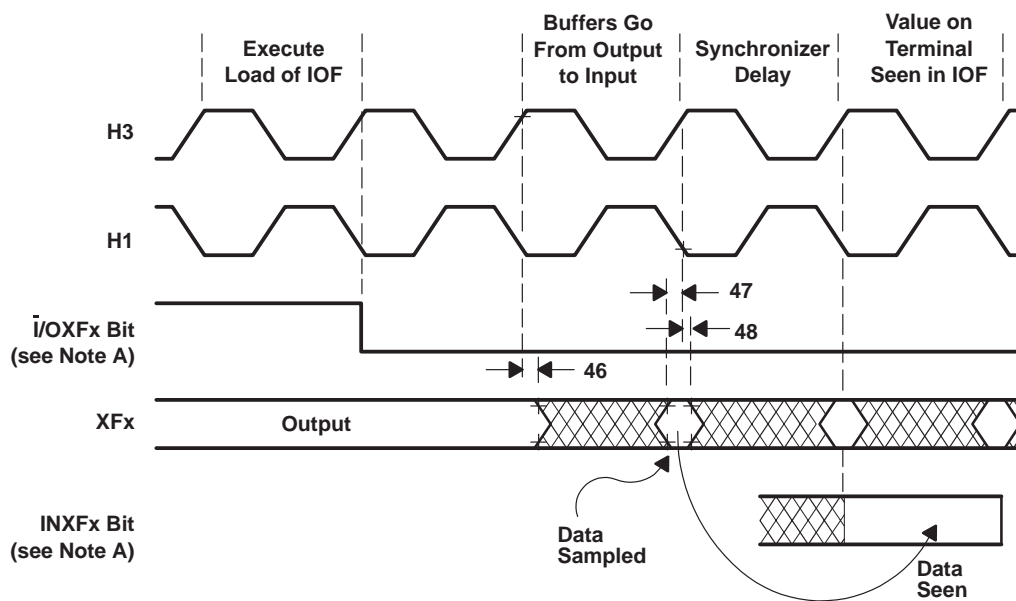 Execute
Load of IOF
Buffers Go
From Output
to Input
Synchronizer
Delay
Value on
Terminal
Seen in IOF
H3
H1
47
48
I̅/OXFx Bit
(see Note A)
46
XFx
Output
INXFx Bit
(see Note A)
Data
Sampled
Data
Seen